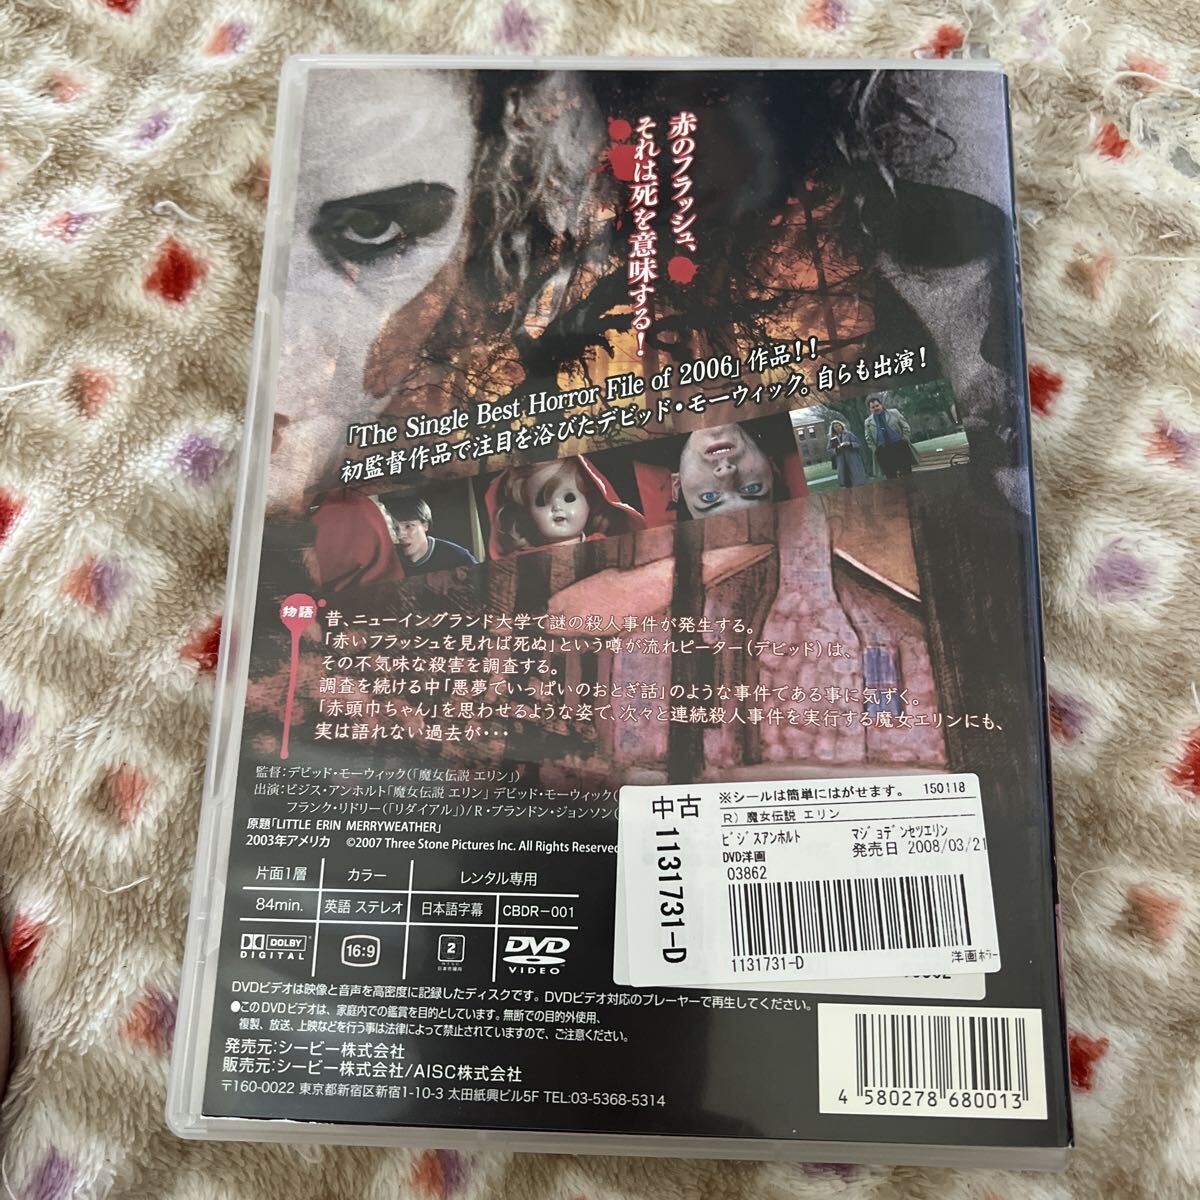 赤のフラッシュ、
それは死を意味する!
「The Single Best Horror File of 2006」作品!!
初監督作品で注目を浴びたデビッド・モーウィック。自らも出演!
物語
昔、ニューイングランド大学で謎の殺人事件が発生する。
「赤いフラッシュを見れば死ぬ」という噂が流れピーター(デビッド)は、
その不気味な殺害を調査する。
調査を続ける中「悪夢でいっぱいのおとぎ話」のような事件である事に気ずく。
「赤頭巾ちゃん」を思わせるような姿で、次々と連続殺人事件を実行する魔女エリンにも、
実は語れない過去が・・・
監督:デビッド・モーウィック(「魔女伝説 エリン」)
出演:ビジス・アンホルト「魔女伝説 エリン」デビッド・モーウィック(
フランク・リドリー(「リダイアル」)/R・ブランドン・ジョンソン(
原題「LITTLE ERIN MERRYWEATHER」
2003年アメリカ ©2007 Three Stone Pictures Inc. All Rights Reserved
片面1層 カラー レンタル専用
84min. 英語 ステレオ 日本語字幕 CBDR-001
DOLBY DIGITAL 16:9 2 日本市場向 DVD VIDEO
中古 1131731-D
※シールは簡単にはがせます。 150118
R) 魔女伝説 エリン
ビジスアンホルト マジョデンセツエリン
DVD洋画 発売日 2008/03/21
03862
1131731-D 洋画ホラー
DVDビデオは映像と音声を高密度に記録したディスクです。DVDビデオ対応のプレーヤーで再生してください。
●このDVDビデオは、家庭内での鑑賞を目的としています。無断での目的外使用、
複製、放送、上映などを行う事は法律によって禁止されていますので、ご注意ください。
発売元:シービー株式会社
販売元:シービー株式会社/AISC株式会社
〒160-0022 東京都新宿区新宿1-10-3 太田紙興ビル5F TEL:03-5368-5314
4 580278 680013